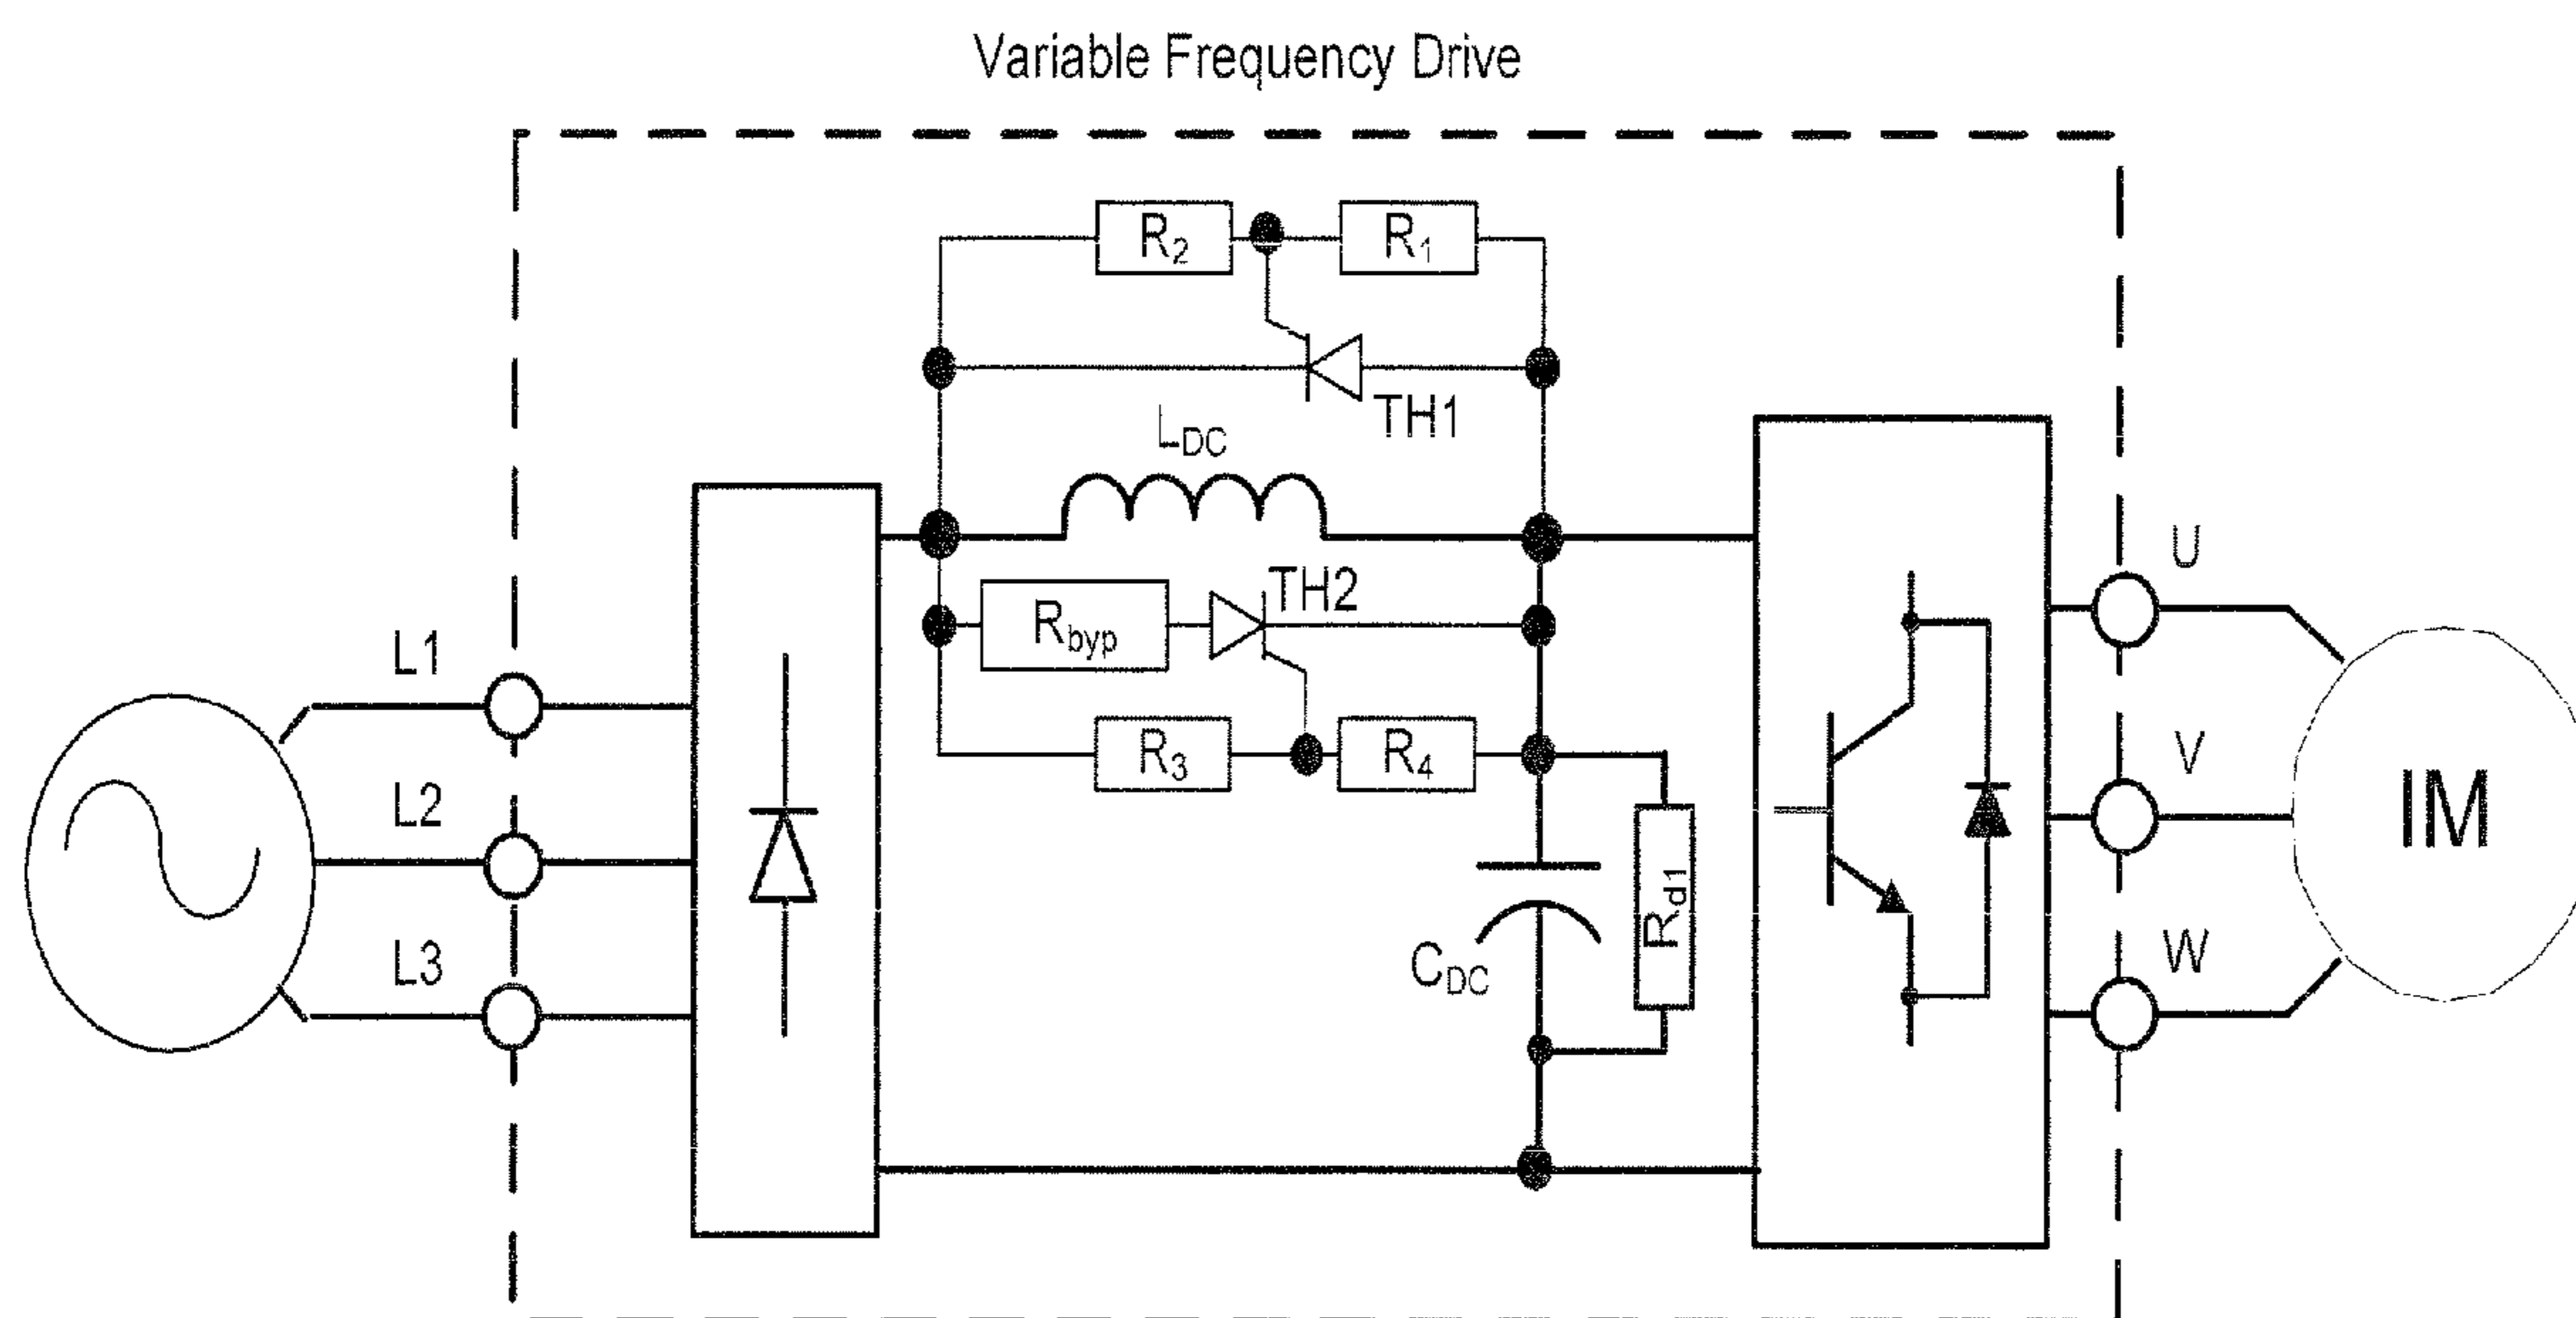 Variable Frequency Drive
R2
R1
TH1
LDC
TH2
Rbyp
R3
R4
CDC
Rd1
L1
L2
L3
U
V
W
IM